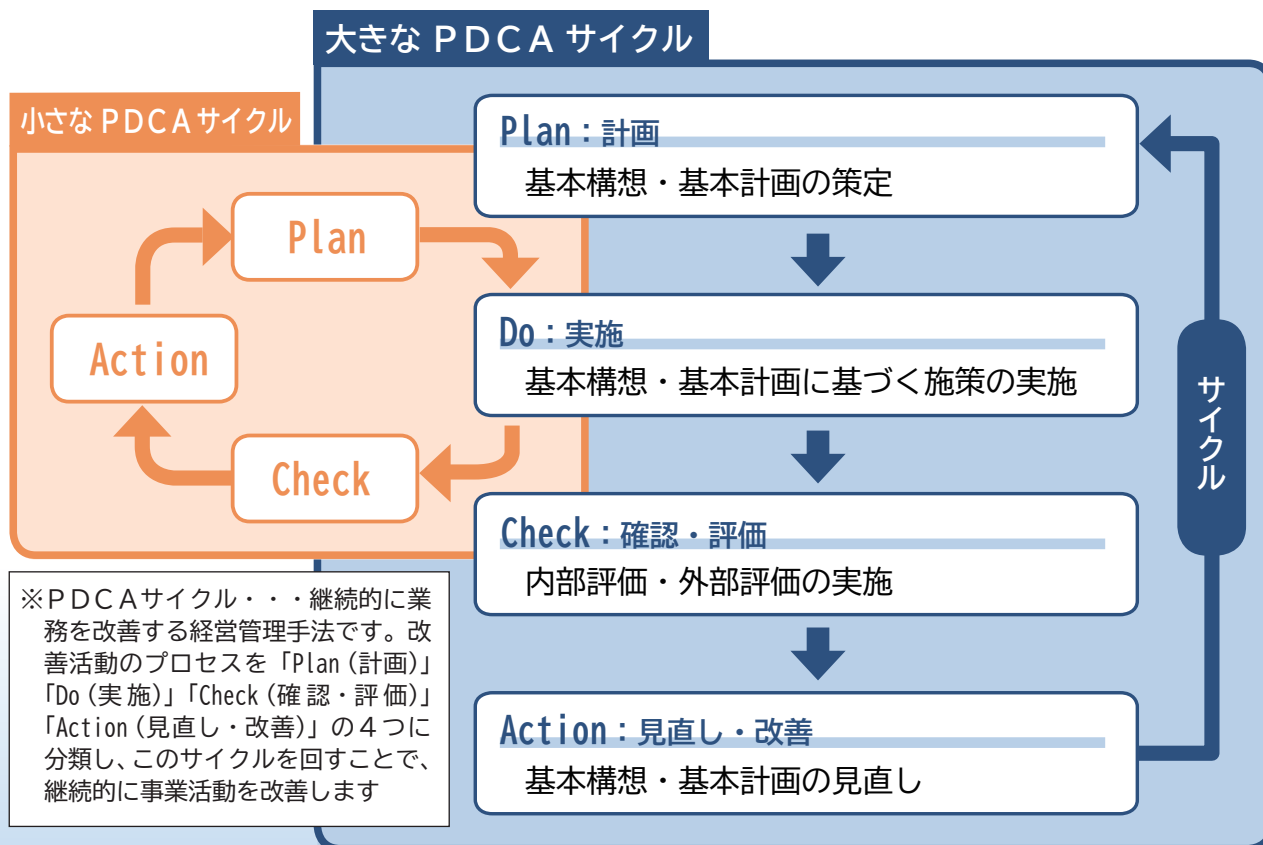 大きなPDCAサイクル
小さなPDCAサイクル
Plan
Action
Check
Plan：計画
基本構想・基本計画の策定
Do：実施
基本構想・基本計画に基づく施策の実施
Check：確認・評価
内部評価・外部評価の実施
Action：見直し・改善
基本構想・基本計画の見直し
サイクル
※PDCAサイクル・・・継続的に業
務を改善する経営管理手法です。改
善活動のプロセスを「Plan（計画）」
「Do（実施）」「Check（確認・評価）」
「Action（見直し・改善）」の４つに
分類し、このサイクルを回すことで、
継続的に事業活動を改善します